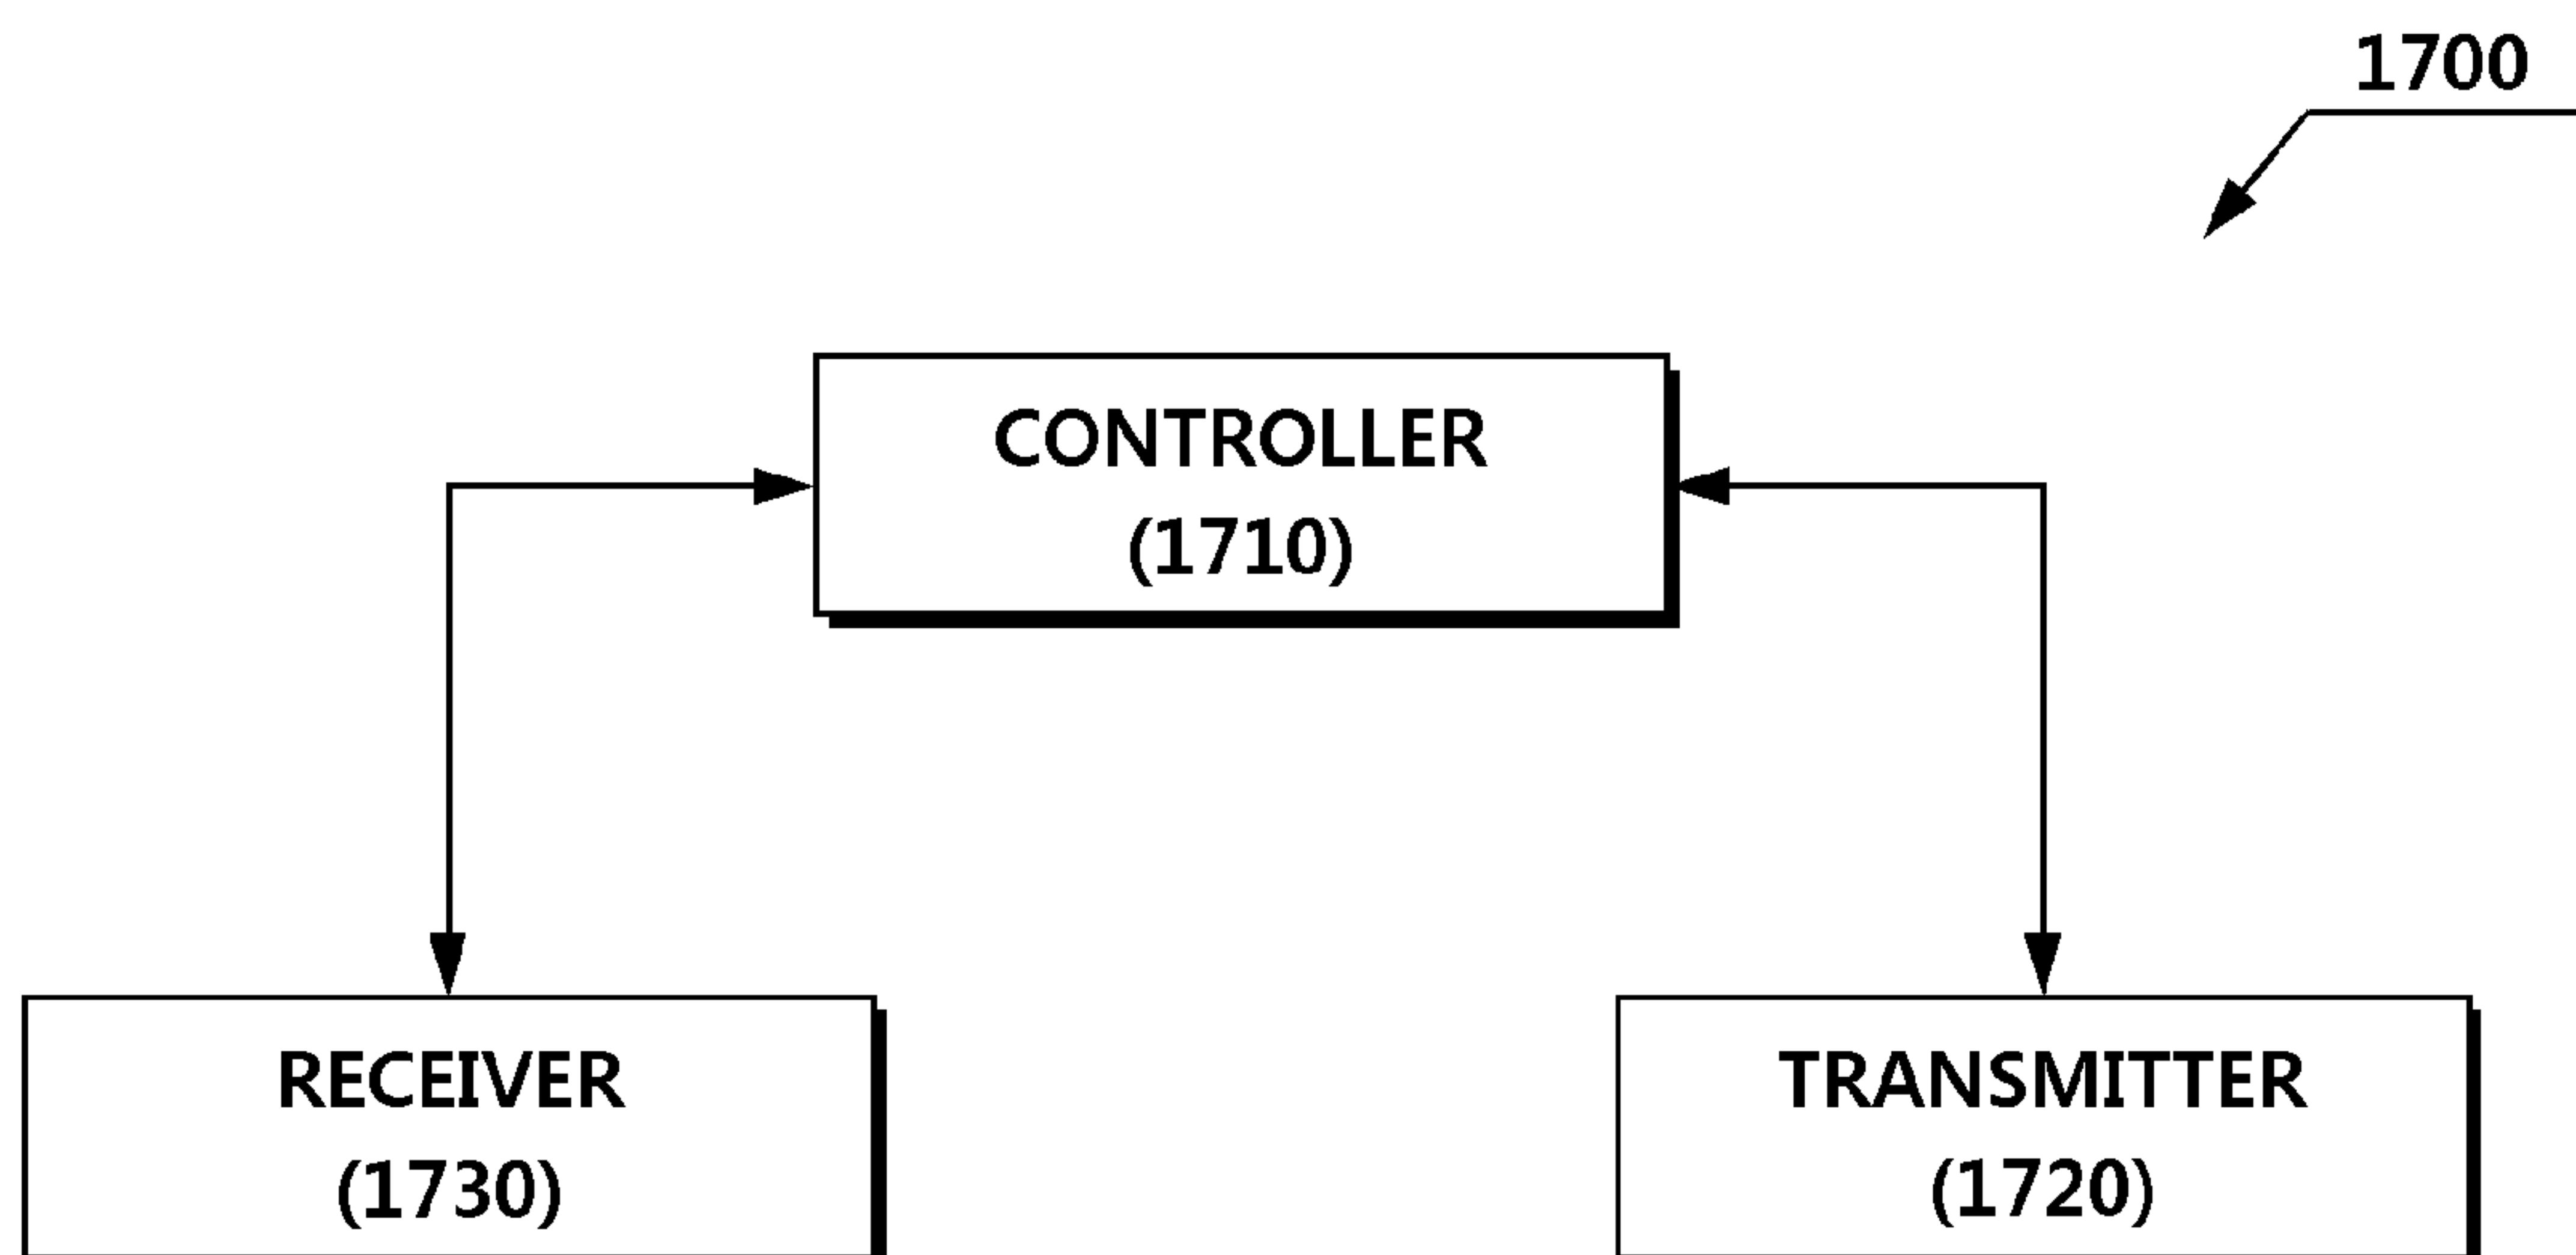 1700
CONTROLLER
(1710)
RECEIVER
(1730)
TRANSMITTER
(1720)